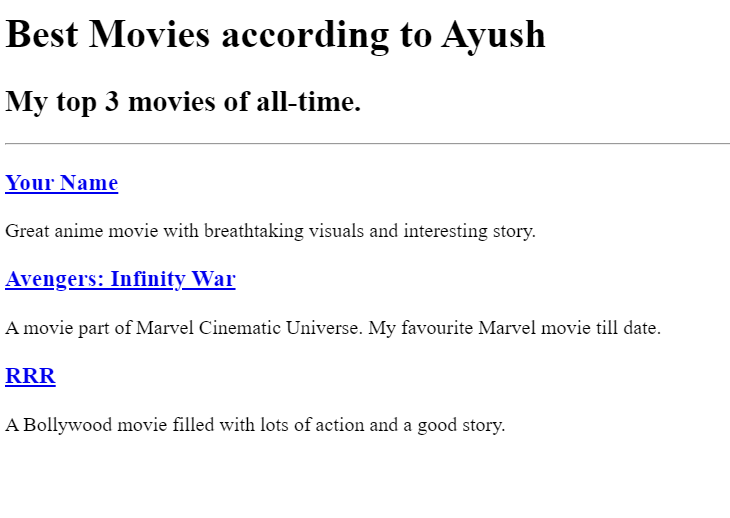 Best Movies according to Ayush
My top 3 movies of all-time.
Your Name
Great anime movie with breathtaking visuals and interesting story.
Avengers: Infinity War
A movie part of Marvel Cinematic Universe. My favourite Marvel movie till date.
RRR
A Bollywood movie filled with lots of action and a good story.